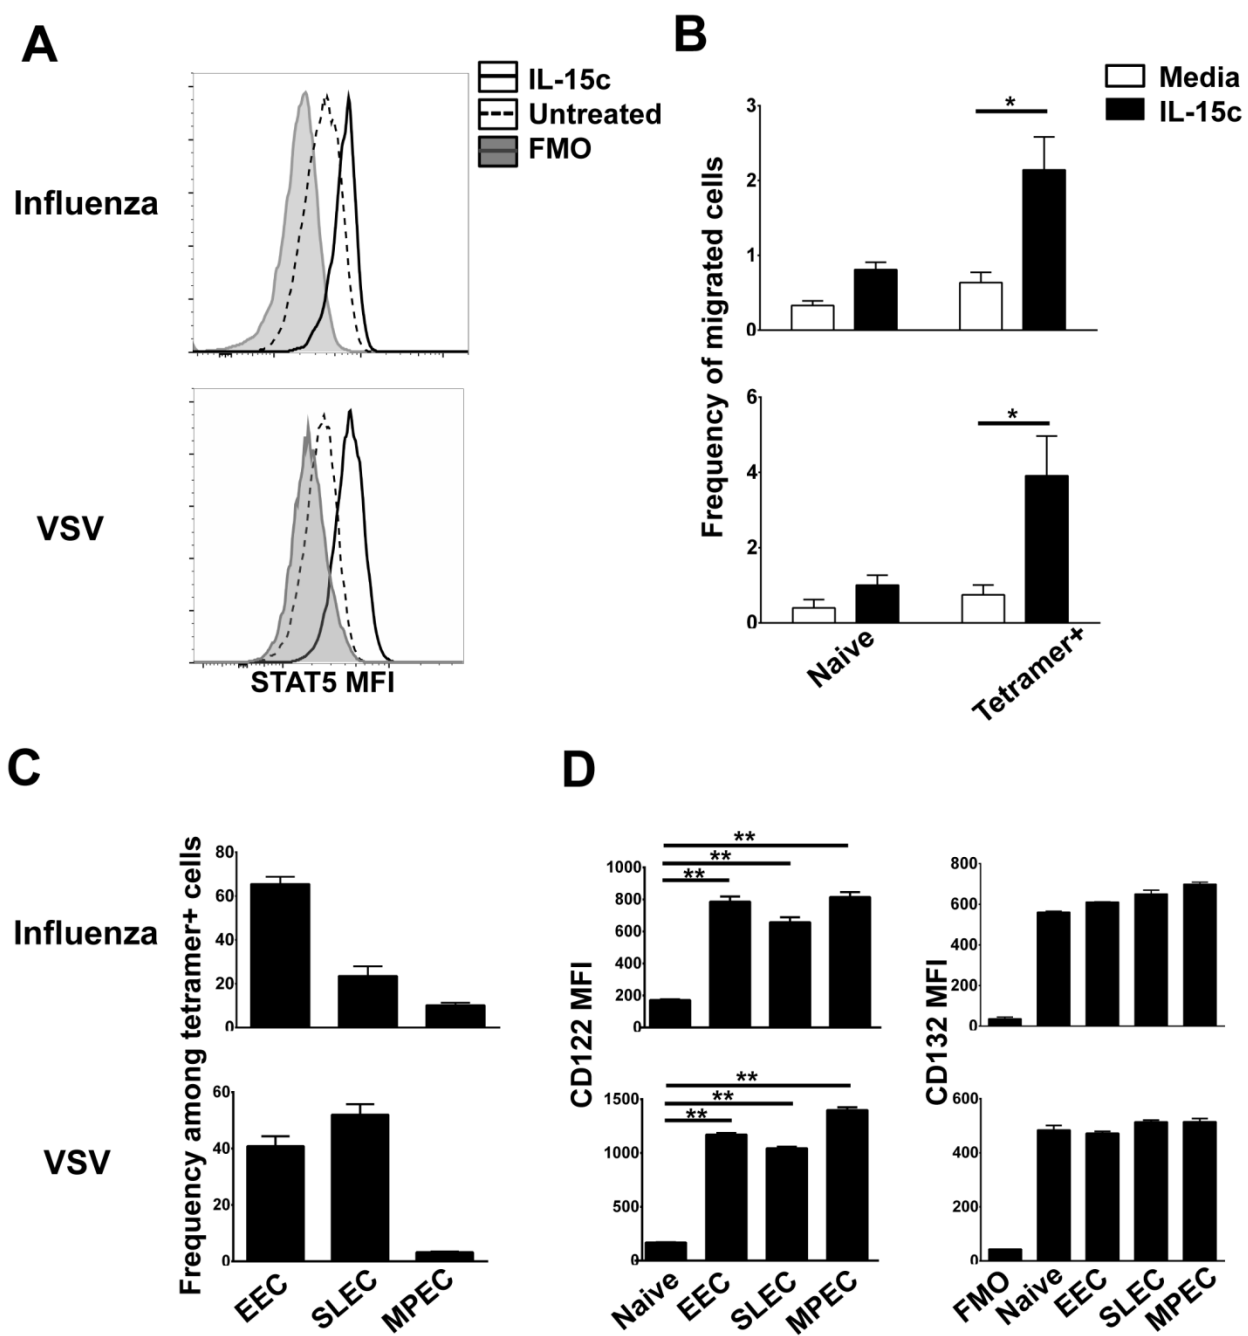 A
IL-15c
Untreated
FMO
Influenza
VSV
STAT5 MFI
B
Media
IL-15c
Frequency of migrated cells
3
2
1
0
*
6
4
2
0
*
Naive
Tetramer+
C
Influenza
VSV
Frequency among tetramer+ cells
80
60
40
20
0
60
40
20
0
EEC
SLEC
MPEC
D
CD122 MFI
**
**
**
1000
800
600
400
200
0
**
**
**
1500
1000
500
0
Naive
EEC
SLEC
MPEC
CD132 MFI
800
600
400
200
0
600
400
200
0
FMO
Naive
EEC
SLEC
MPEC